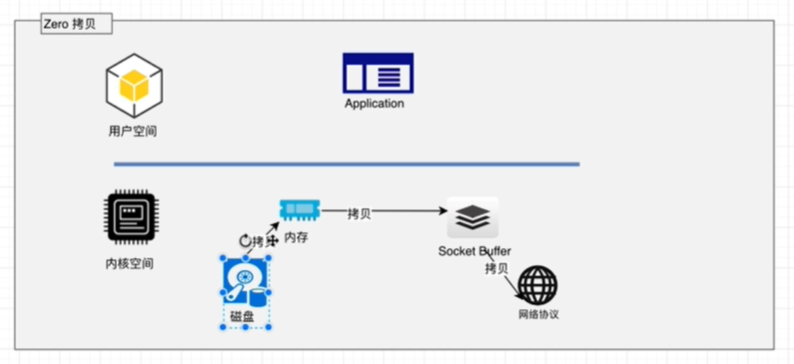 Zero 拷贝
Application
用户空间
拷贝
内核空间
拷
内存
Socket Buffer
拷贝
磁盘
网络协议